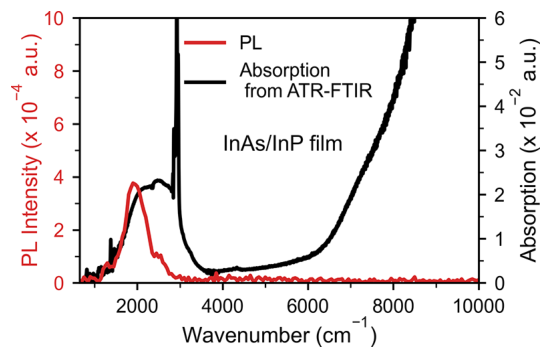 10
8
6
4
2
0
PL Intensity (x 10⁻⁴ a.u.)
PL
Absorption
from ATR-FTIR
InAs/InP film
6
5
4
3
2
1
0
Absorption (x 10⁻² a.u.)
2000 4000 6000 8000 10000
Wavenumber (cm⁻¹)